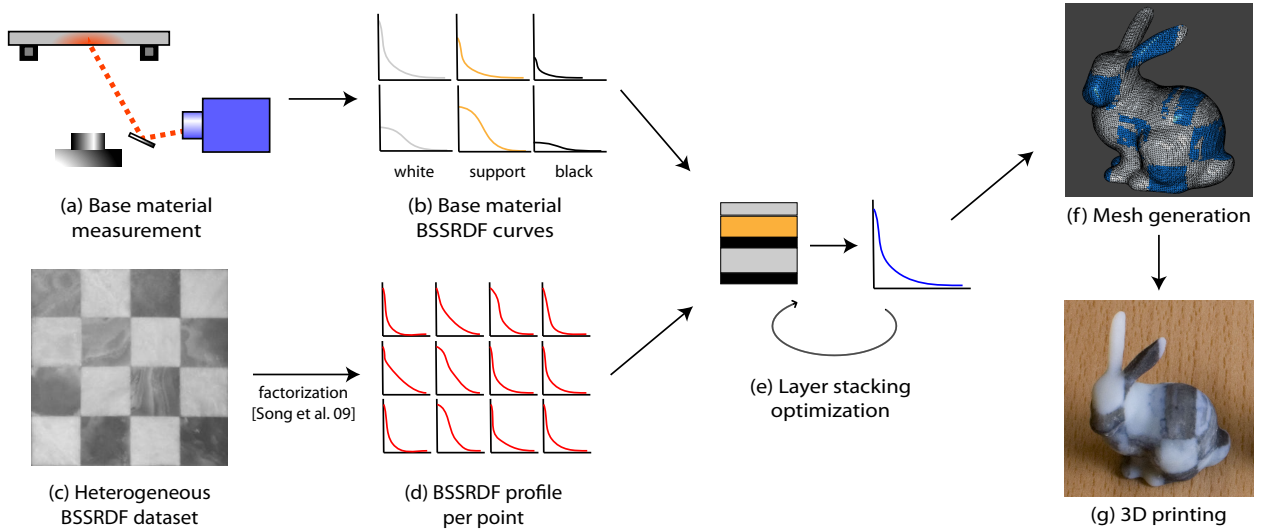 white
support
black
(a) Base material
measurement
(b) Base material
BSSRDF curves
(c) Heterogeneous
BSSRDF dataset
factorization
[Song et al. 09]
(d) BSSRDF profile
per point
(e) Layer stacking
optimization
(f) Mesh generation
(g) 3D printing